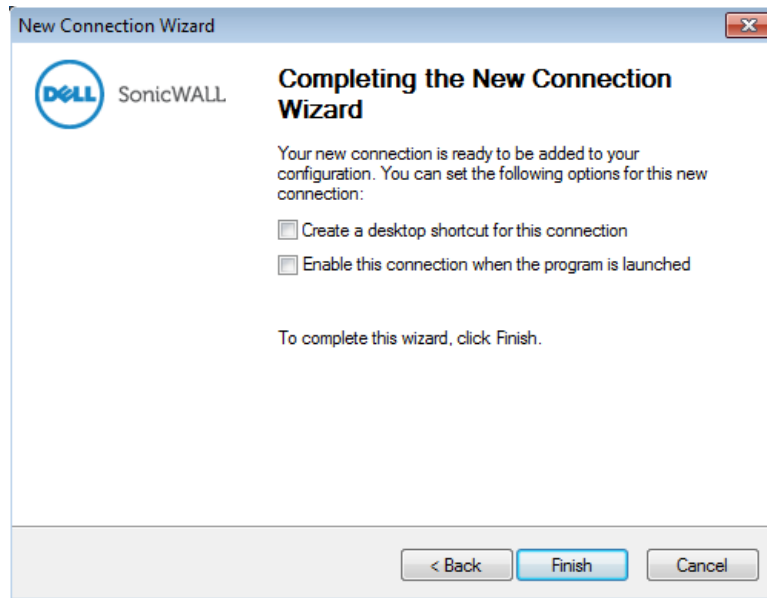 New Connection Wizard
DELL SonicWALL
Completing the New Connection
Wizard
Your new connection is ready to be added to your
configuration. You can set the following options for this new
connection:
Create a desktop shortcut for this connection
Enable this connection when the program is launched
To complete this wizard, click Finish.
< Back Finish Cancel